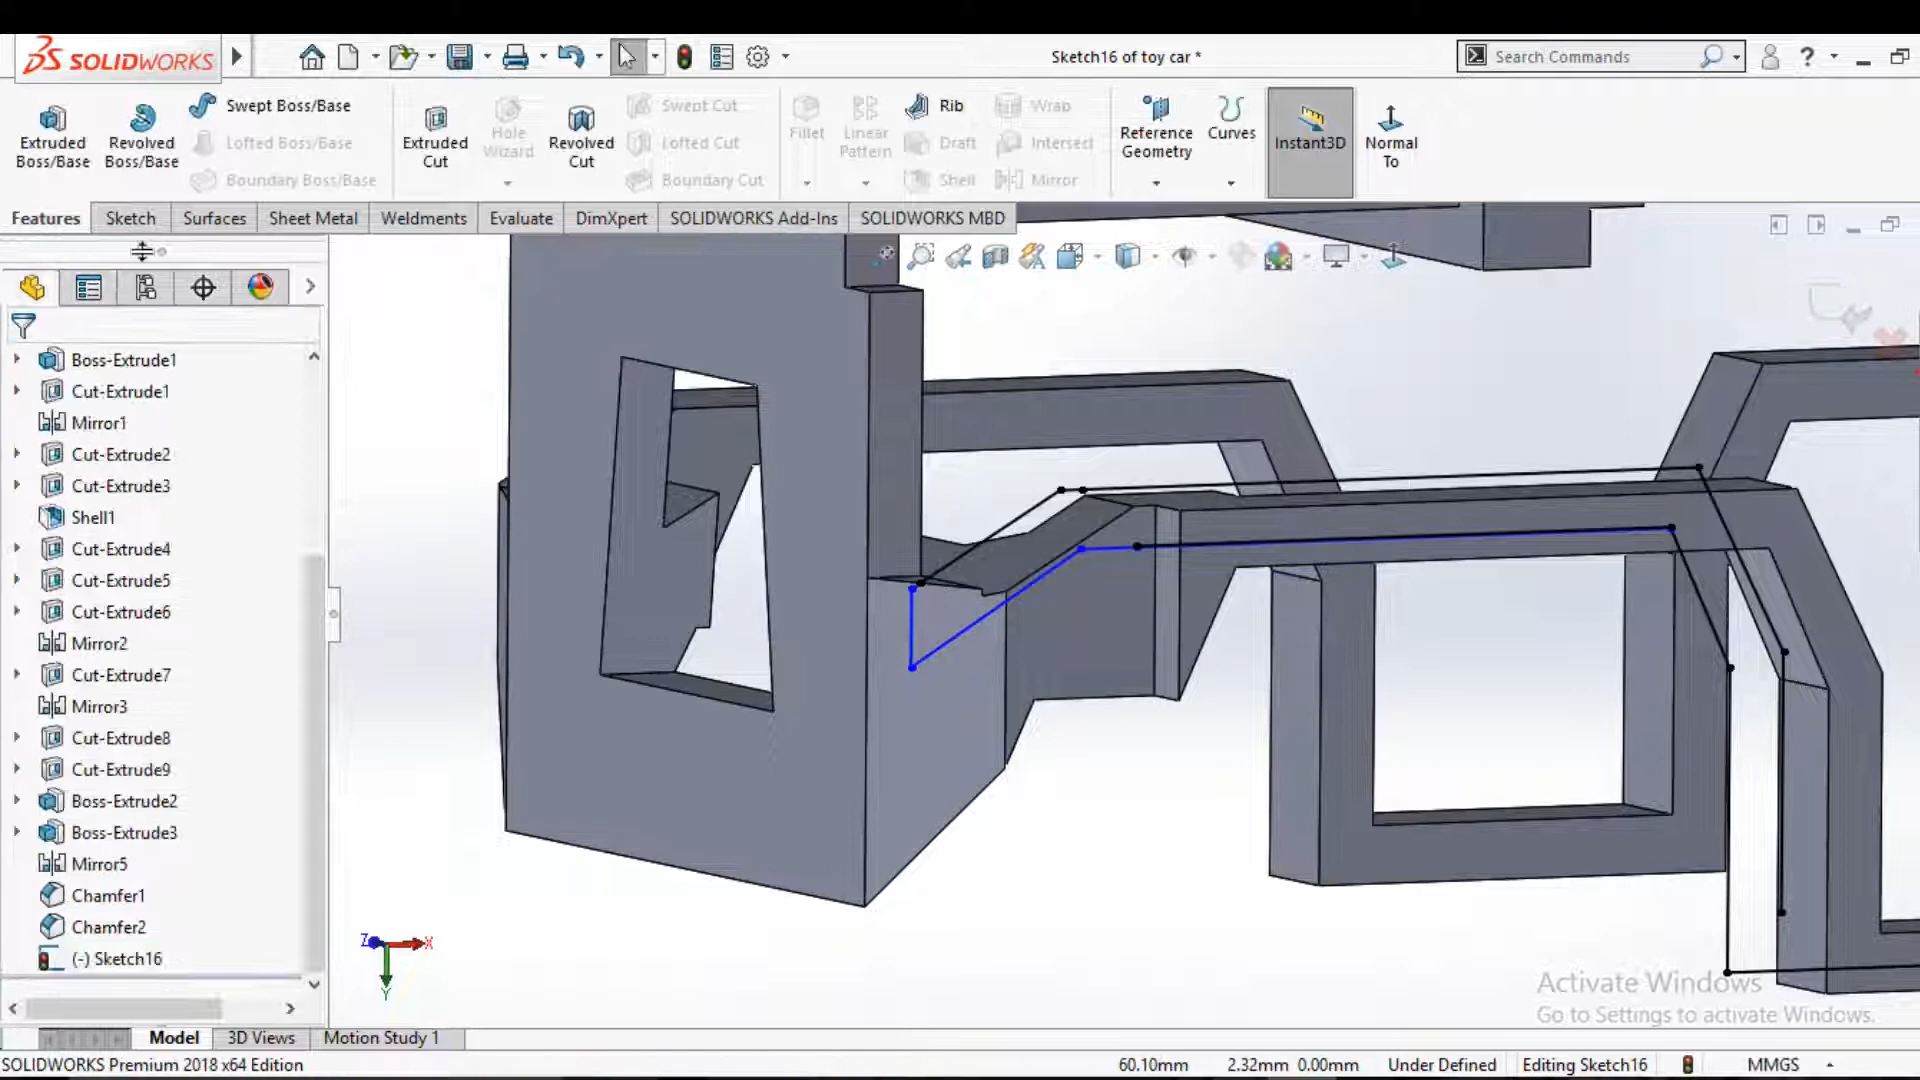 SOLIDWORKS
Sketch16 of toy car *
Search Commands
?
Extruded Boss/Base
Revolved Boss/Base
Swept Boss/Base
Lofted Boss/Base
Boundary Boss/Base
Extruded Cut
Hole Wizard
Revolved Cut
Swept Cut
Lofted Cut
Boundary Cut
Fillet
Linear Pattern
Rib
Draft
Shell
Wrap
Intersect
Mirror
Reference Geometry
Curves
Instant3D
Normal To
Features
Sketch
Surfaces
Sheet Metal
Weldments
Evaluate
DimXpert
SOLIDWORKS Add-Ins
SOLIDWORKS MBD
Boss-Extrude1
Cut-Extrude1
Mirror1
Cut-Extrude2
Cut-Extrude3
Shell1
Cut-Extrude4
Cut-Extrude5
Cut-Extrude6
Mirror2
Cut-Extrude7
Mirror3
Cut-Extrude8
Cut-Extrude9
Boss-Extrude2
Boss-Extrude3
Mirror5
Chamfer1
Chamfer2
(-) Sketch16
Z
X
Y
Activate Windows
Go to Settings to activate Windows.
Model
3D Views
Motion Study 1
SOLIDWORKS Premium 2018 x64 Edition
60.10mm
2.32mm 0.00mm
Under Defined
Editing Sketch16
MMGS